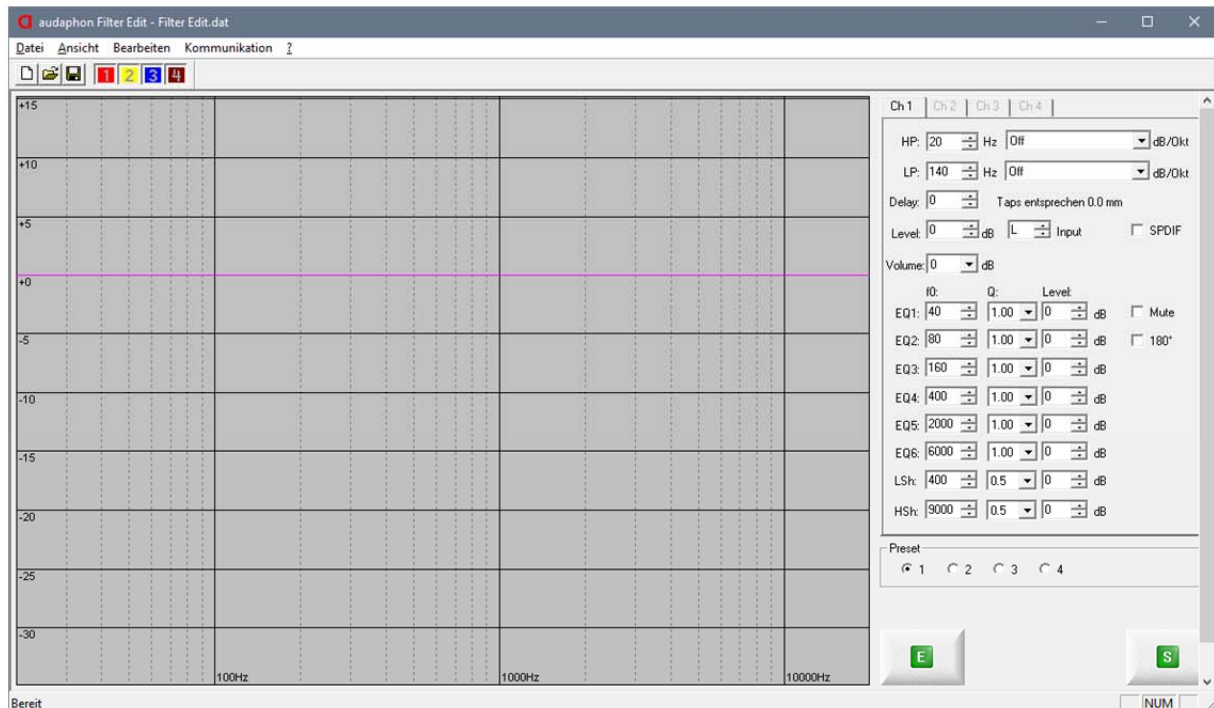 audaphon Filter Edit - Filter Edit.dat
Datei Ansicht Bearbeiten Kommunikation ?
1 2 3 4
+15
+10
+5
+0
-5
-10
-15
-20
-25
-30
100Hz 1000Hz 10000Hz
Ch 1 Ch 2 Ch 3 Ch 4
HP: 20 Hz Off dB/Okt
LP: 140 Hz Off dB/Okt
Delay: 0 Taps entsprechen 0.0 mm
Level: 0 dB L Input SPDIF
Volume: 0 dB
f0: Q: Level:
EQ1: 40 1.00 0 dB Mute
EQ2: 80 1.00 0 dB 180°
EQ3: 160 1.00 0 dB
EQ4: 400 1.00 0 dB
EQ5: 2000 1.00 0 dB
EQ6: 6000 1.00 0 dB
LSh: 400 0.5 0 dB
HSh: 9000 0.5 0 dB
Preset
1 2 3 4
E S
Bereit NUM